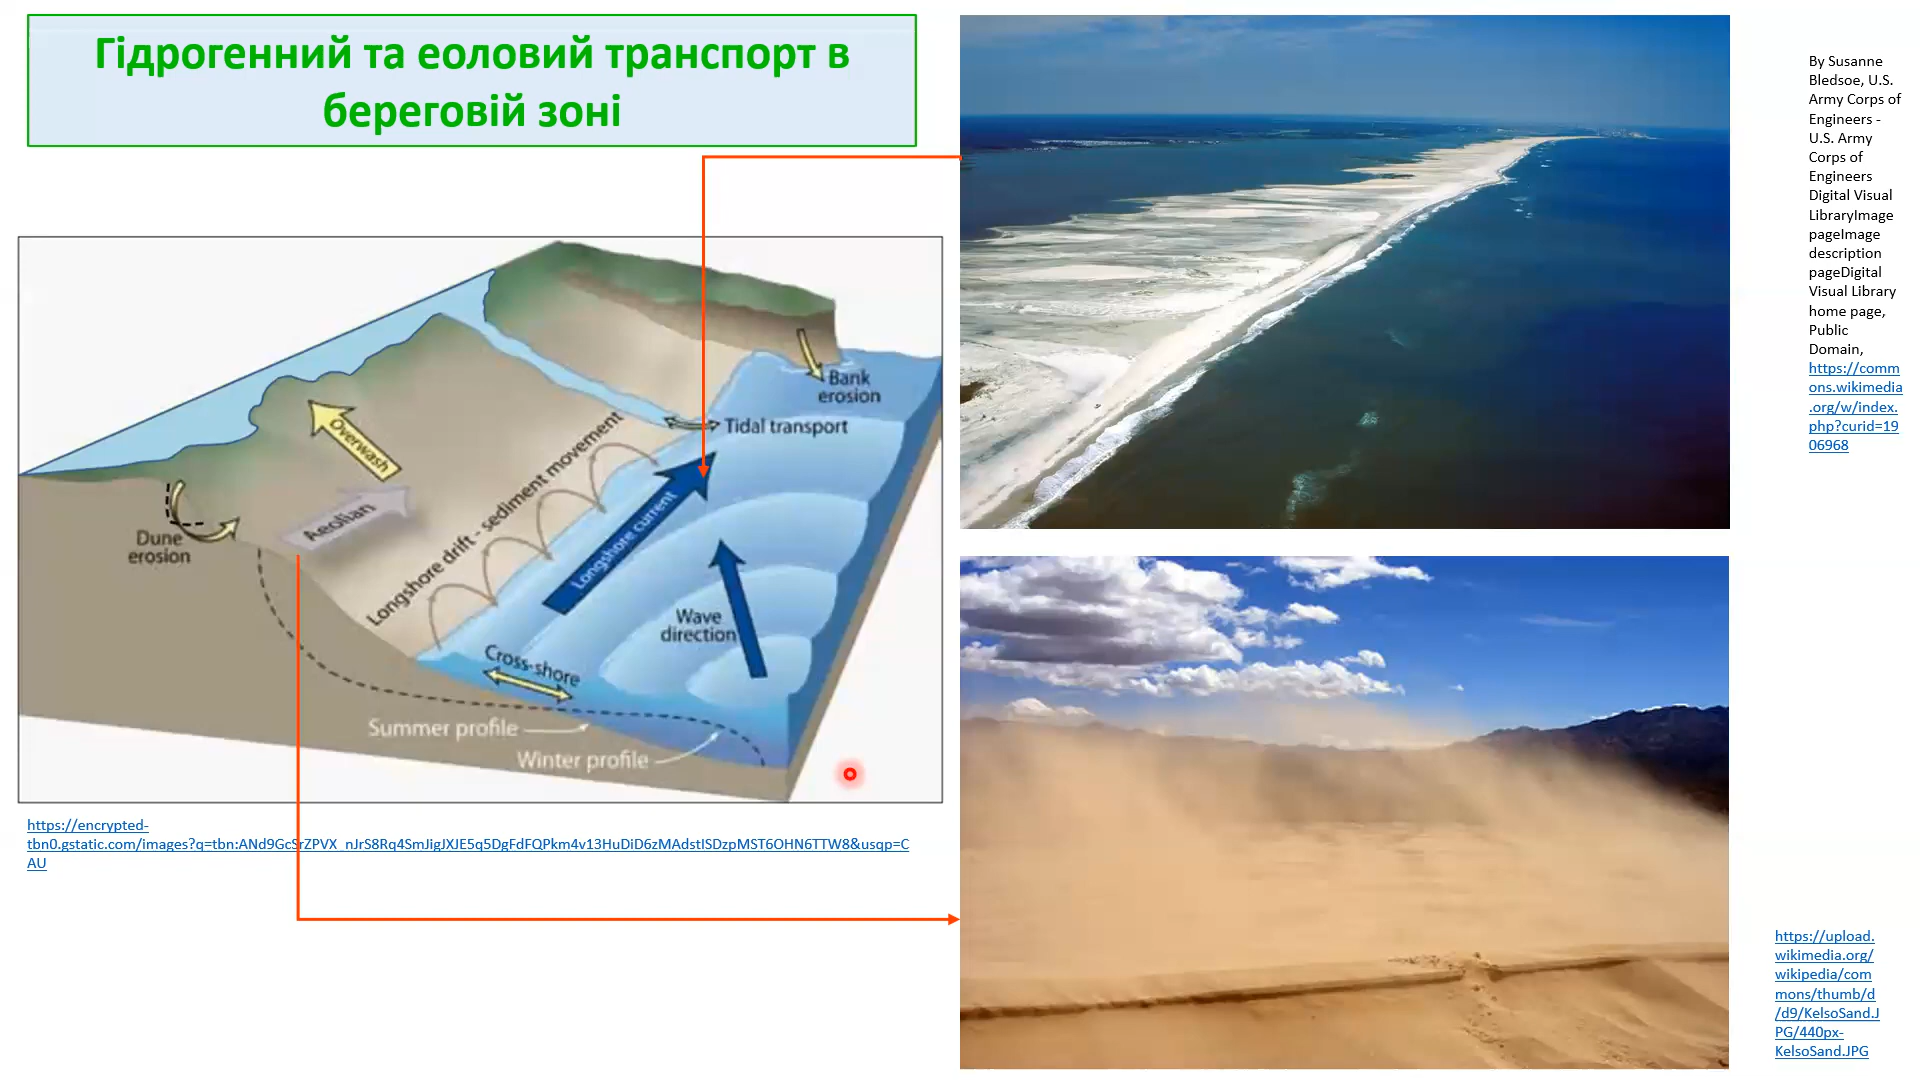 Гідрогенний та еоловий транспорт в
береговій зоні
By Susanne
Bledsoe, U.S.
Army Corps of
Engineers -
U.S. Army
Corps of
Engineers
Digital Visual
LibraryImage
pageImage
description
pageDigital
Visual Library
home page,
Public
Domain,
https://comm
ons.wikimedia
.org/w/index.
php?curid=19
06968
Bank
erosion
Tidal transport
Overwash
Aeolian
Dune
erosion
Longshore drift - sediment movement
Longshore current
Wave
direction
Cross-shore
Summer profile
Winter profile
https://encrypted-
tbn0.gstatic.com/images?q=tbn:ANd9GcSrZPVX_nJrS8Rq4SmJigJXJE5q5DgFdFQPkm4v13HuDiD6zMAdstISDzpMST6OHN6TTW8&usqp=C
AU
https://upload.
wikimedia.org/
wikipedia/com
mons/thumb/d
/d9/KelsoSand.J
PG/440px-
KelsoSand.JPG